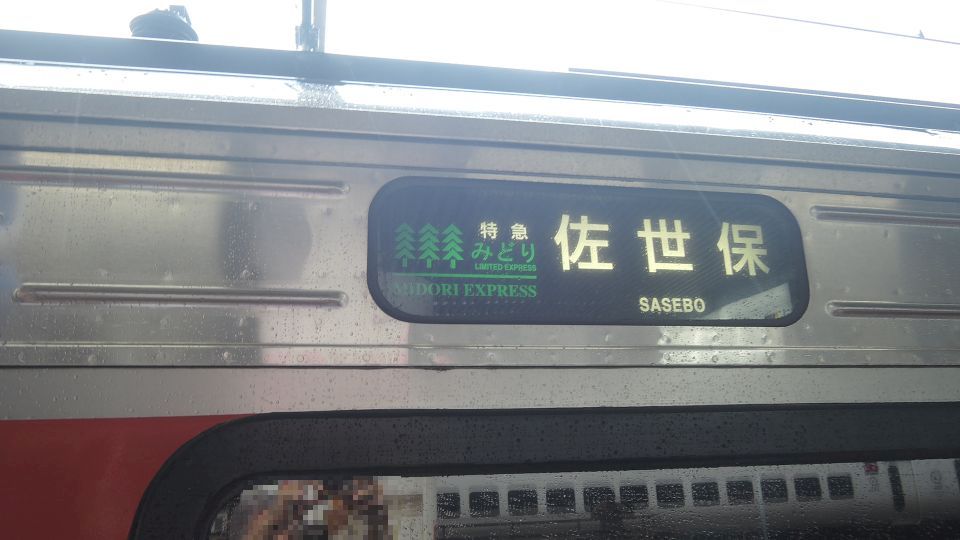 特急
みどり
LIMITED EXPRESS
MIDORI EXPRESS
佐世保
SASEBO